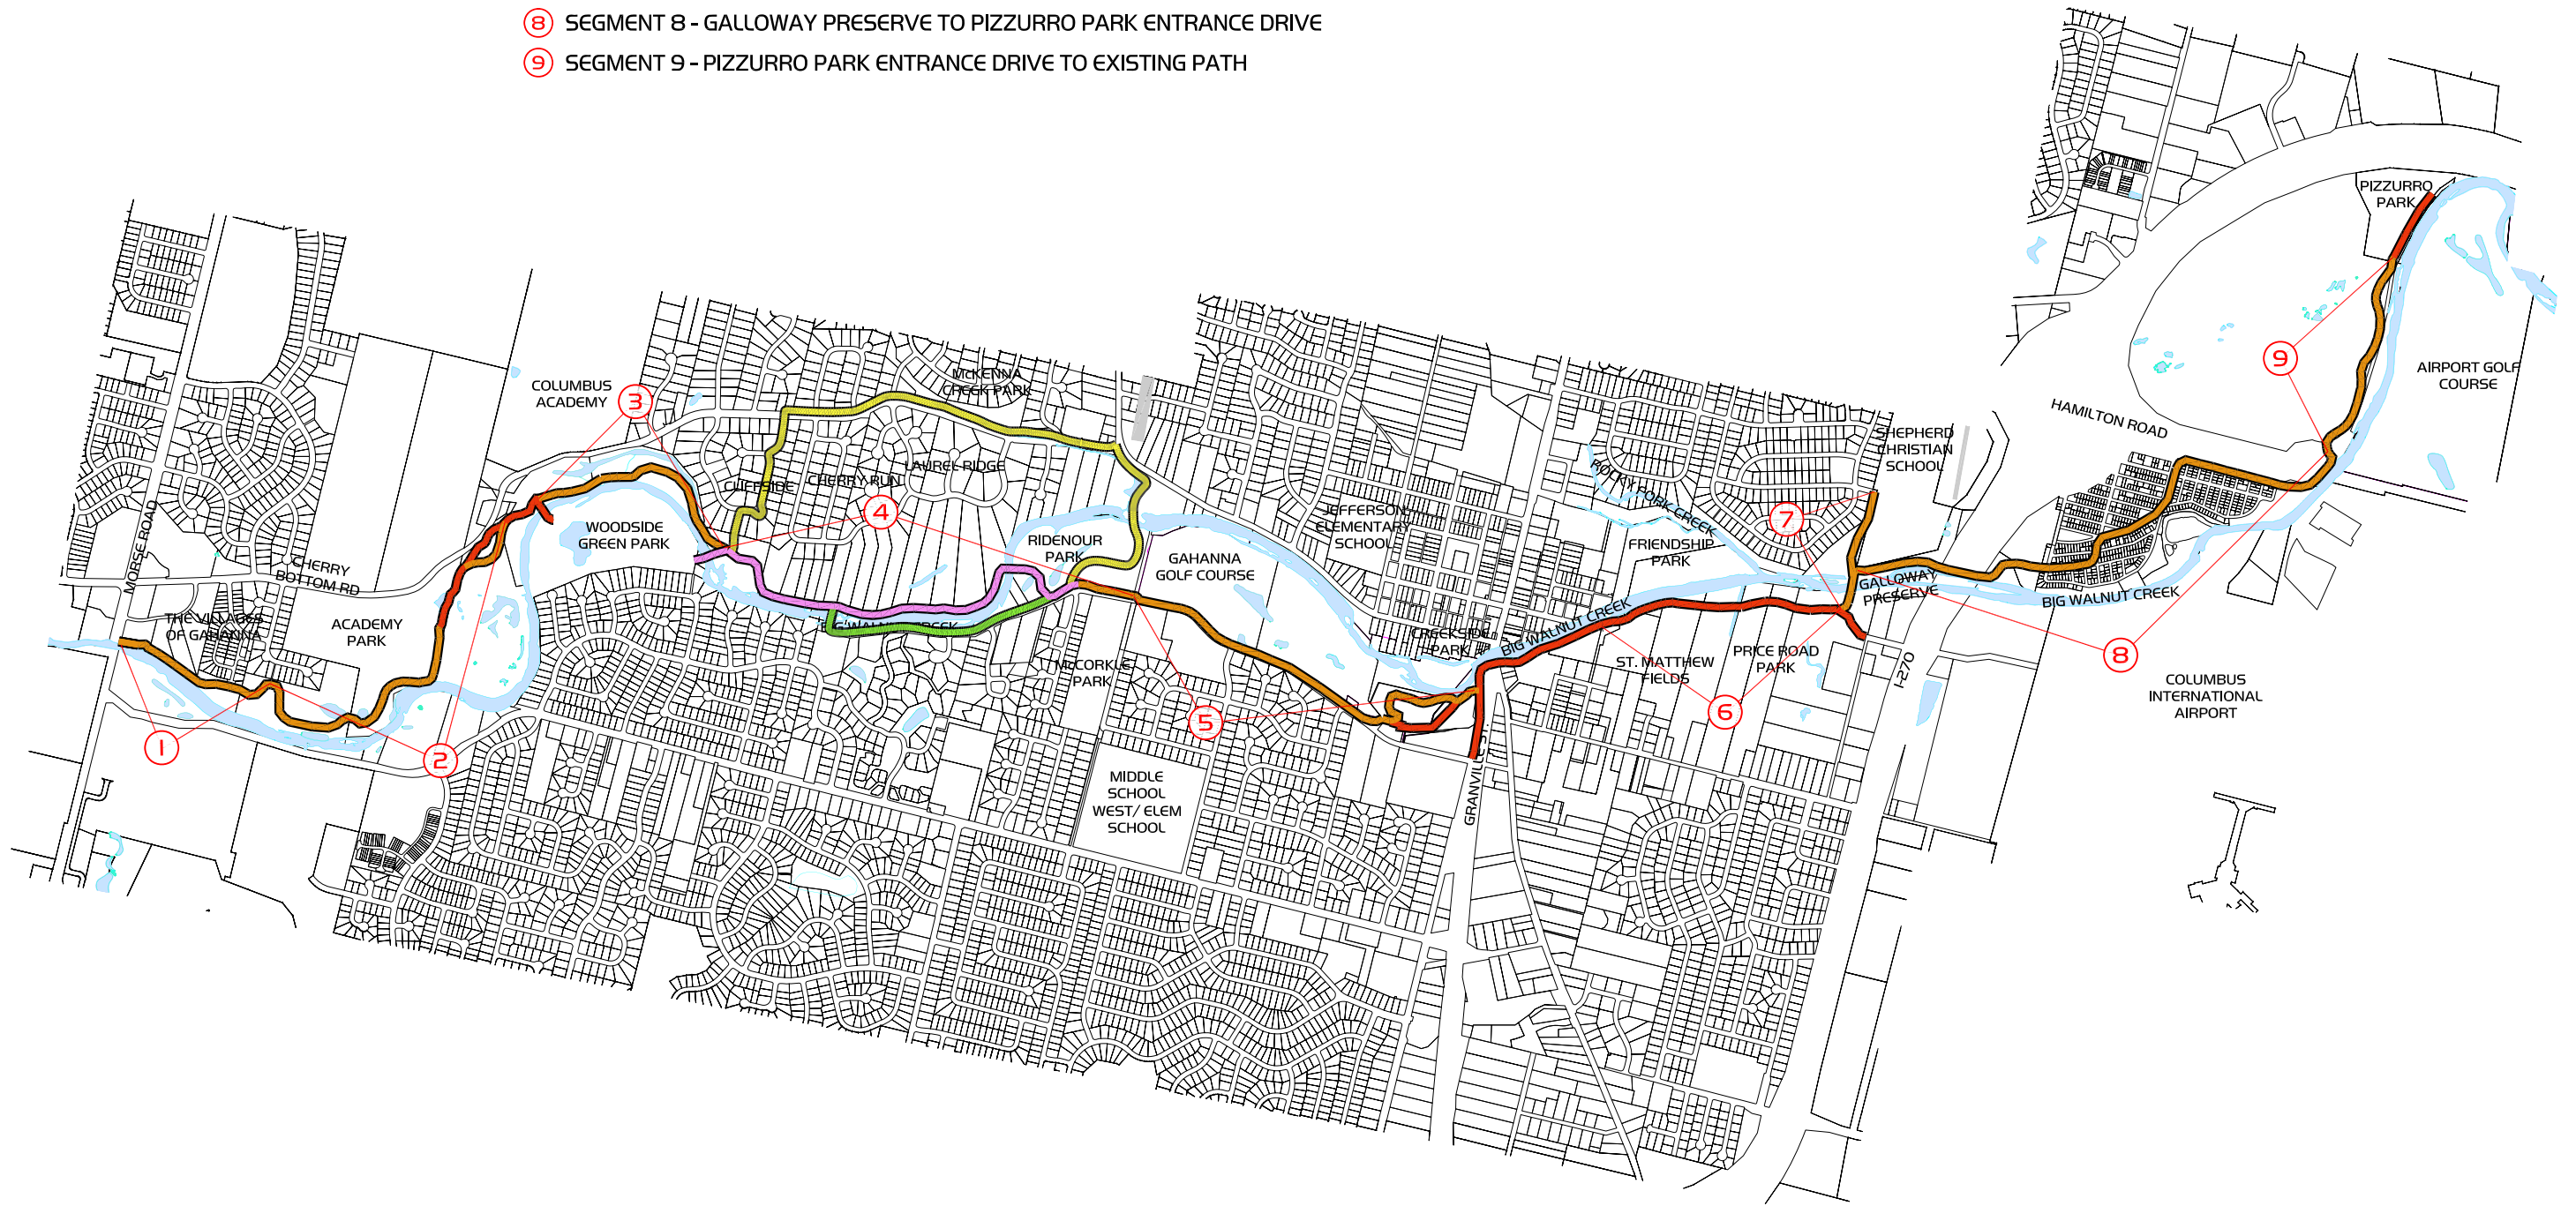 8 SEGMENT 8 - GALLOWAY PRESERVE TO PIZZURRO PARK ENTRANCE DRIVE
9 SEGMENT 9 - PIZZURRO PARK ENTRANCE DRIVE TO EXISTING PATH
PIZZURRO
PARK
9
AIRPORT GOLF
COURSE
HAMILTON ROAD
COLUMBUS
ACADEMY
3
McKENNA
CREEK PARK
SHEPHERD
CHRISTIAN
SCHOOL
LAUREL RIDGE
CHERRY RUN
CLIFFSIDE
4
ROCKY FORK CREEK
7
MORSE ROAD
WOODSIDE
GREEN PARK
JEFFERSON
ELEMENTARY
SCHOOL
RIDENOUR
PARK
GAHANNA
GOLF COURSE
FRIENDSHIP
PARK
CHERRY
BOTTOM RD
GALLOWAY
PRESERVE
BIG WALNUT CREEK
THE VILLAGES
OF GAHANNA
ACADEMY
PARK
BIG WALNUT CREEK
BIG WALNUT CREEK
CREEKSIDE
PARK
McCORKLE
PARK
ST. MATTHEW
FIELDS
PRICE ROAD
PARK
8
I-270
COLUMBUS
INTERNATIONAL
AIRPORT
1
2
5
6
GRANVILLE ST.
MIDDLE
SCHOOL
WEST/ ELEM
SCHOOL